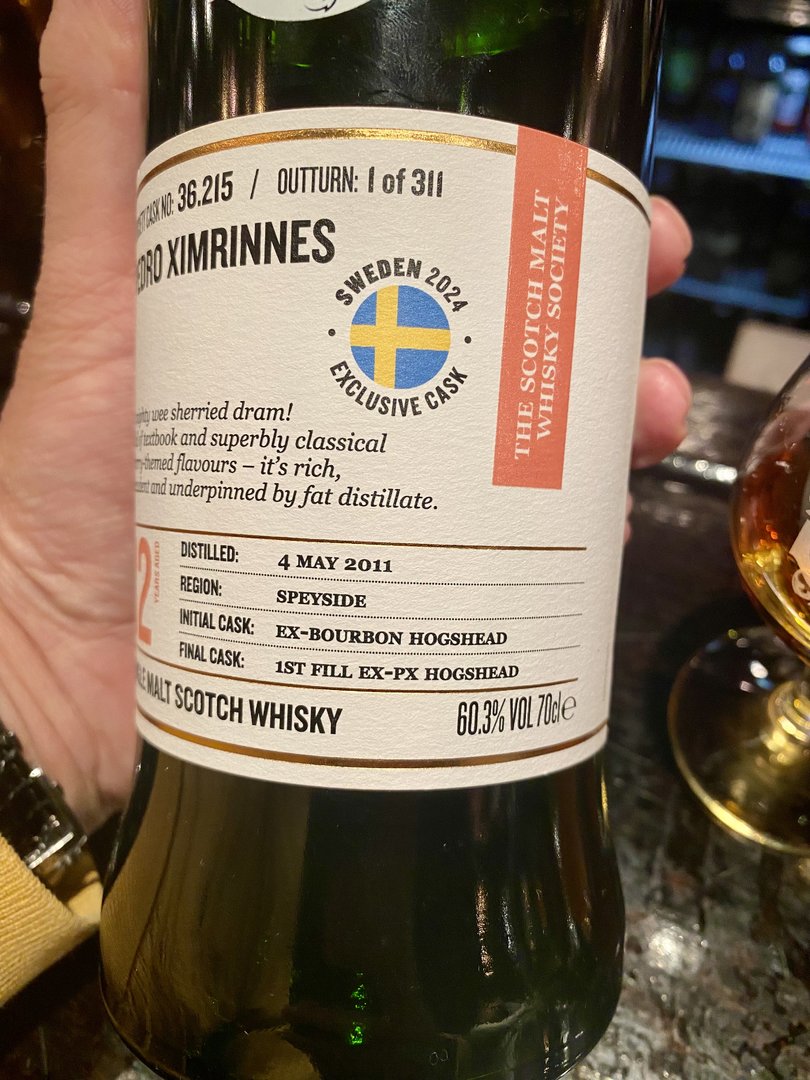 CASK NO: 36.215 / OUTTURN: 1 of 311
XIMRINNES
SWEDEN 2024
EXCLUSIVE CASK
THE SCOTCH MALT
WHISKY SOCIETY
wee sherried dram!
textbook and superbly classical
flavours – it's rich,
and underpinned by fat distillate.
2 YEARS AGED
DISTILLED: 4 MAY 2011
REGION: SPEYSIDE
INITIAL CASK: EX-BOURBON HOGSHEAD
FINAL CASK: 1ST FILL EX-PX HOGSHEAD
MALT SCOTCH WHISKY 60.3% VOL 70cl e